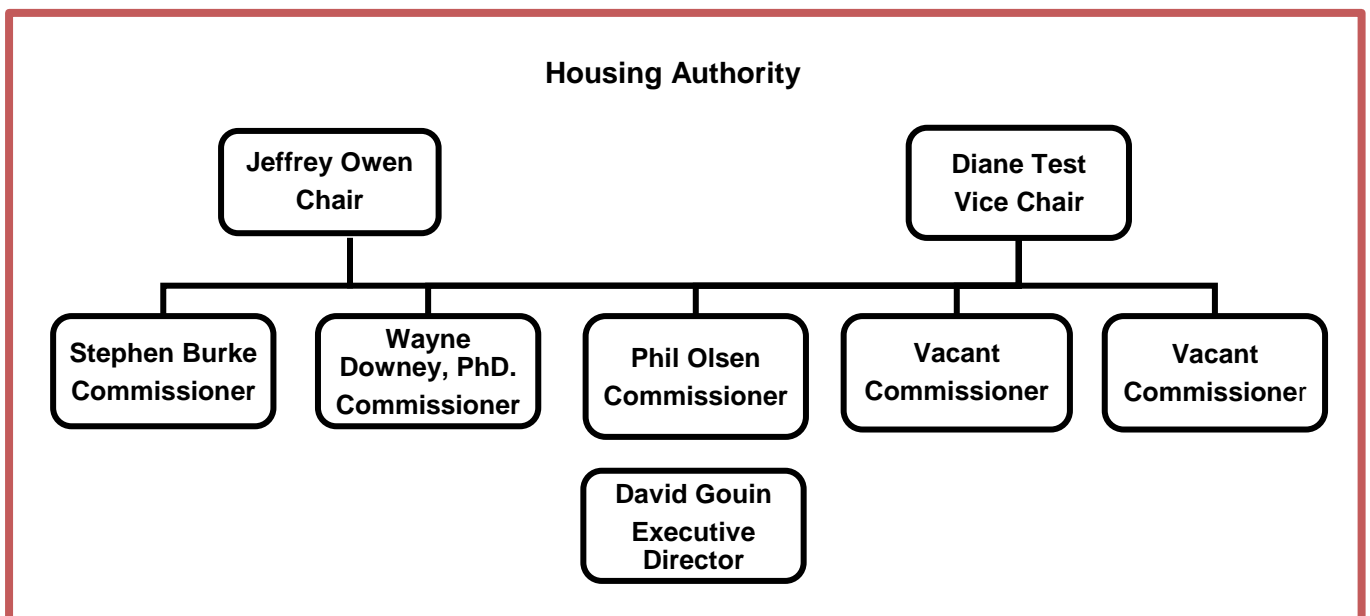 Housing Authority
Jeffrey Owen
Chair
Diane Test
Vice Chair
Stephen Burke
Commissioner
Wayne
Downey, PhD.
Commissioner
Phil Olsen
Commissioner
Vacant
Commissioner
Vacant
Commissioner
David Gouin
Executive
Director